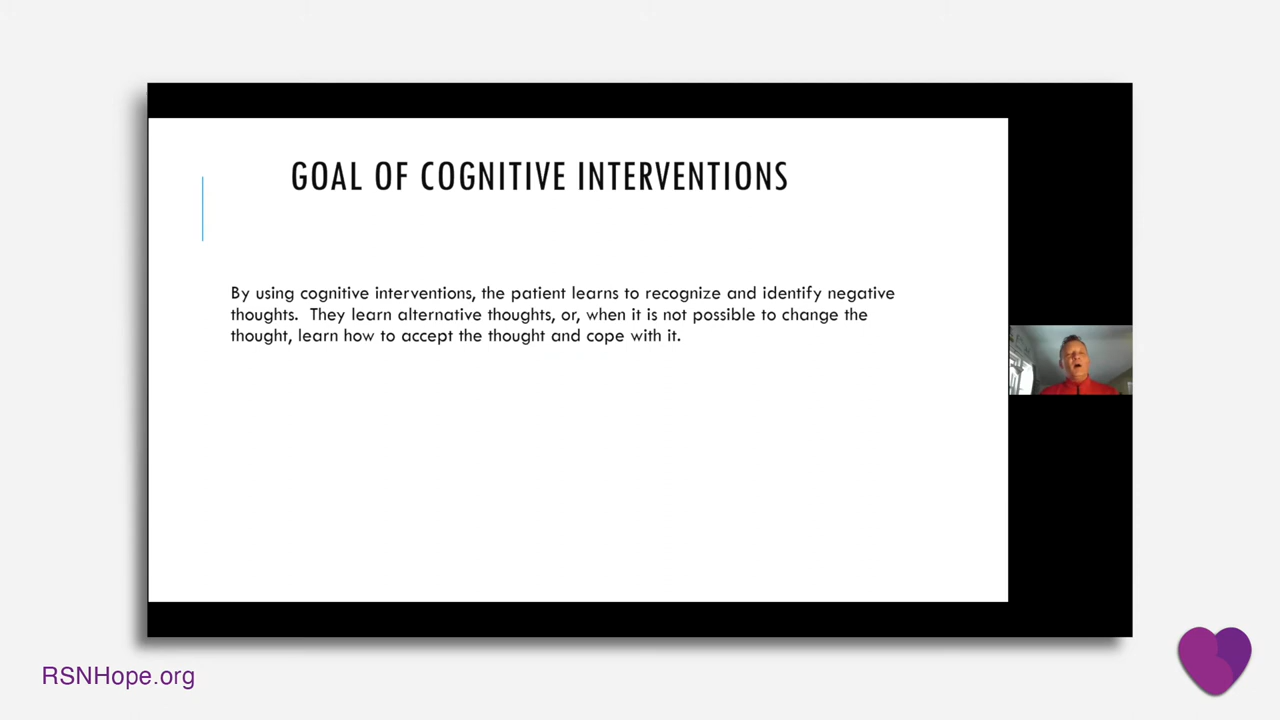 GOAL OF COGNITIVE INTERVENTIONS
By using cognitive interventions, the patient learns to recognize and identify negative
thoughts.  They learn alternative thoughts, or, when it is not possible to change the
thought, learn how to accept the thought and cope with it.
RSNHope.org